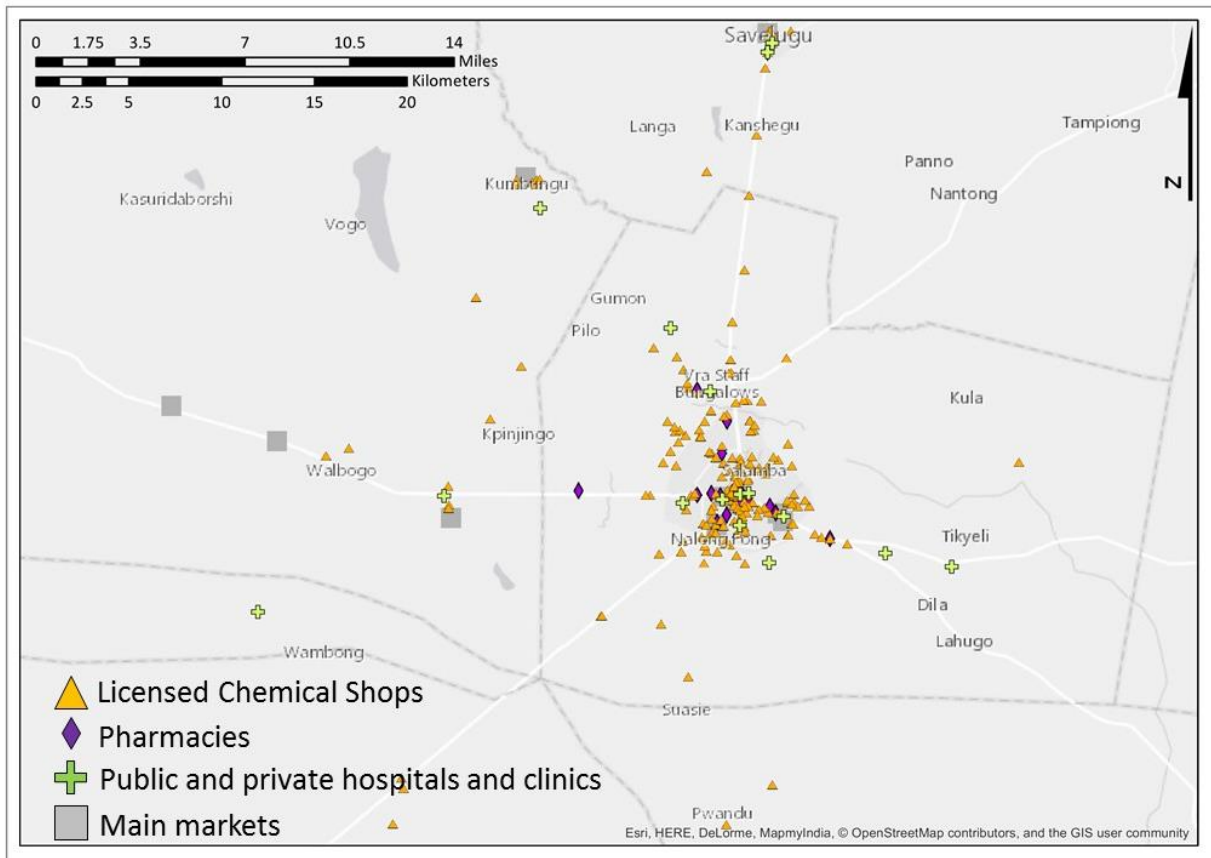 0 1.75 3.5 7 10.5 14
Miles
Kilometers
0 2.5 5 10 15 20
Savelugu
N
Langa
Kanshegu
Tampiong
Panno
Kumbungu
Nantong
Kasuridaborshi
Vogo
Gumon
Pilo
Vra Staff
Bungalows
Kula
Kpinjingo
Walbogo
Salamba
Nalong Fong
Tikyeli
Dila
Lahugo
Wambong
Licensed Chemical Shops
Suasie
Pharmacies
Public and private hospitals and clinics
Pwandu
Main markets
Esri, HERE, DeLorme, MapmyIndia, © OpenStreetMap contributors, and the GIS user community